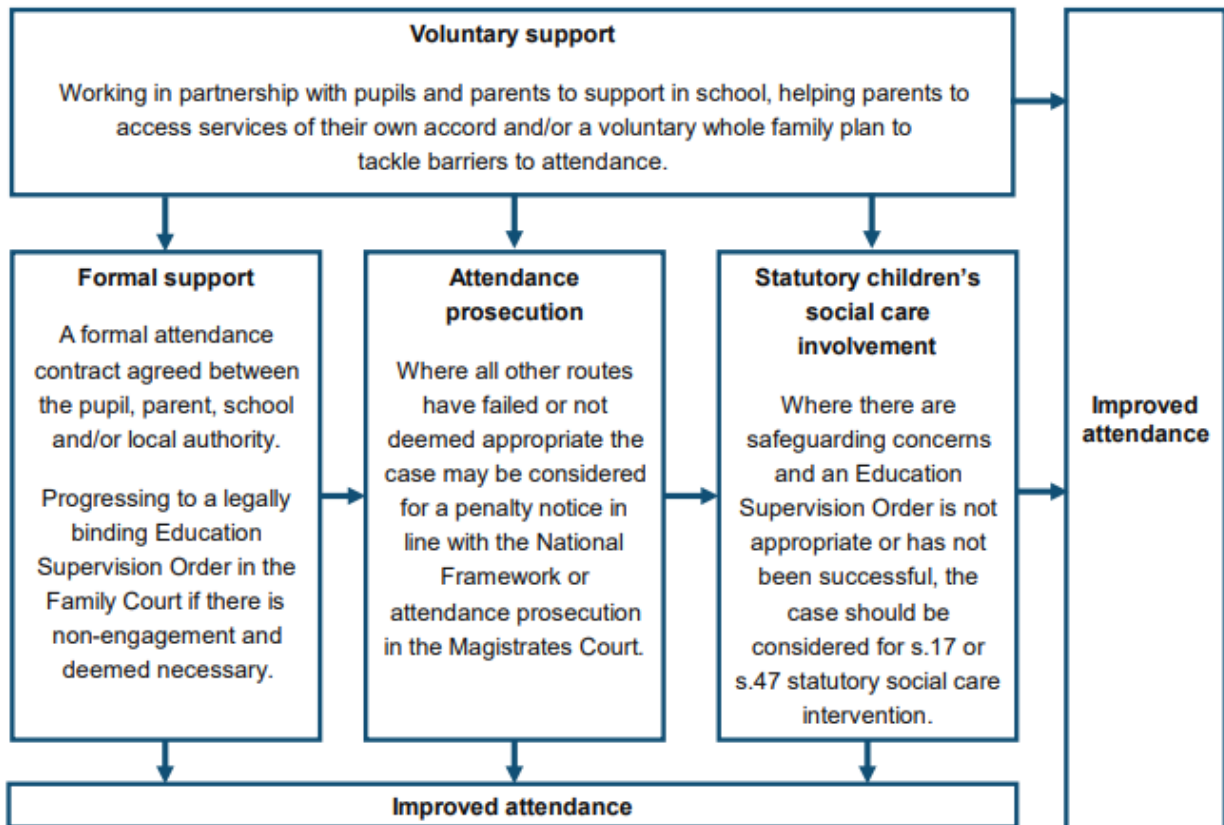 Voluntary support
Working in partnership with pupils and parents to support in school, helping parents to
access services of their own accord and/or a voluntary whole family plan to
tackle barriers to attendance.
Formal support
A formal attendance
contract agreed between
the pupil, parent, school
and/or local authority.
Progressing to a legally
binding Education
Supervision Order in the
Family Court if there is
non-engagement and
deemed necessary.
Attendance
prosecution
Where all other routes
have failed or not
deemed appropriate the
case may be considered
for a penalty notice in
line with the National
Framework or
attendance prosecution
in the Magistrates Court.
Statutory children’s
social care
involvement
Where there are
safeguarding concerns
and an Education
Supervision Order is not
appropriate or has not
been successful, the
case should be
considered for s.17 or
s.47 statutory social care
intervention.
Improved
attendance
Improved attendance